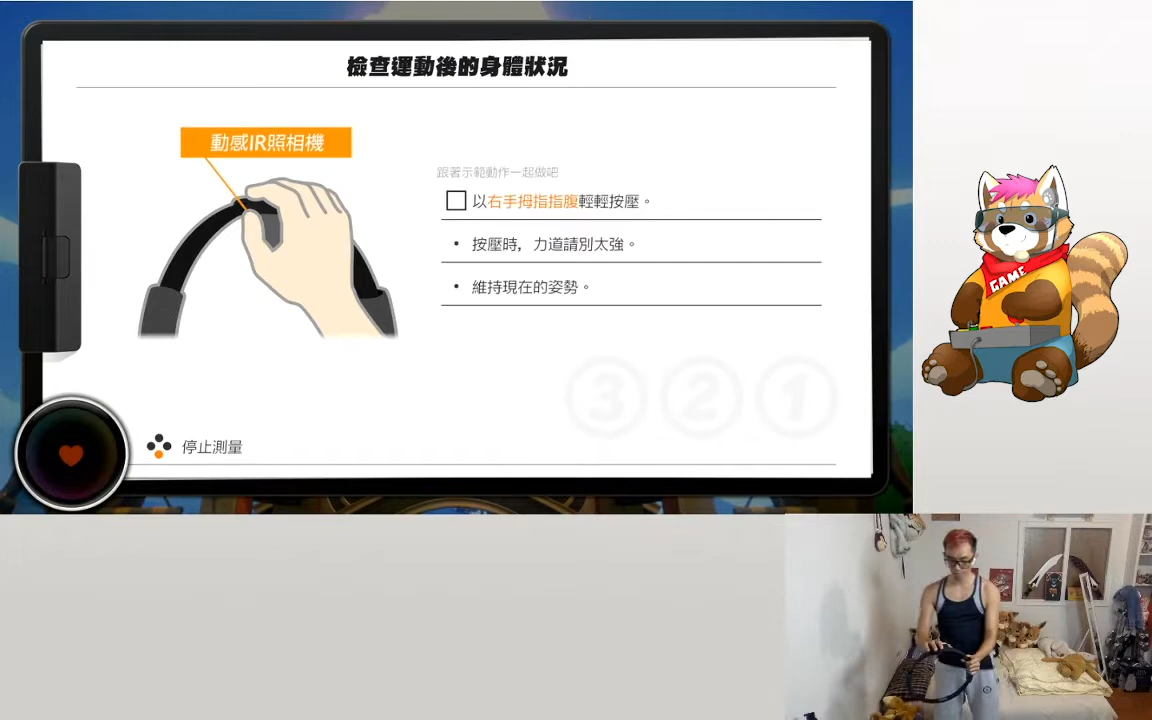 檢查運動後的身體狀況
動感IR照相機
跟著示範動作一起做吧
以右手拇指指腹輕輕按壓。
• 按壓時，力道請別太強。
• 維持現在的姿勢。
3 2 1
停止測量
GAME